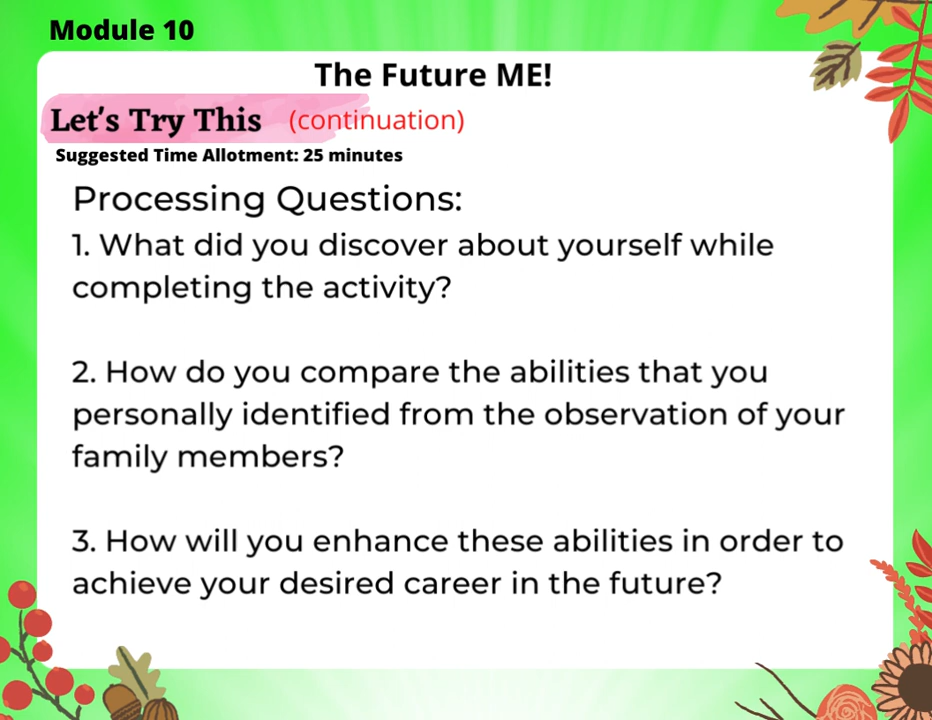 Module 10
The Future ME!
Let's Try This (continuation)
Suggested Time Allotment: 25 minutes
Processing Questions:
1. What did you discover about yourself while
completing the activity?
2. How do you compare the abilities that you
personally identified from the observation of your
family members?
3. How will you enhance these abilities in order to
achieve your desired career in the future?